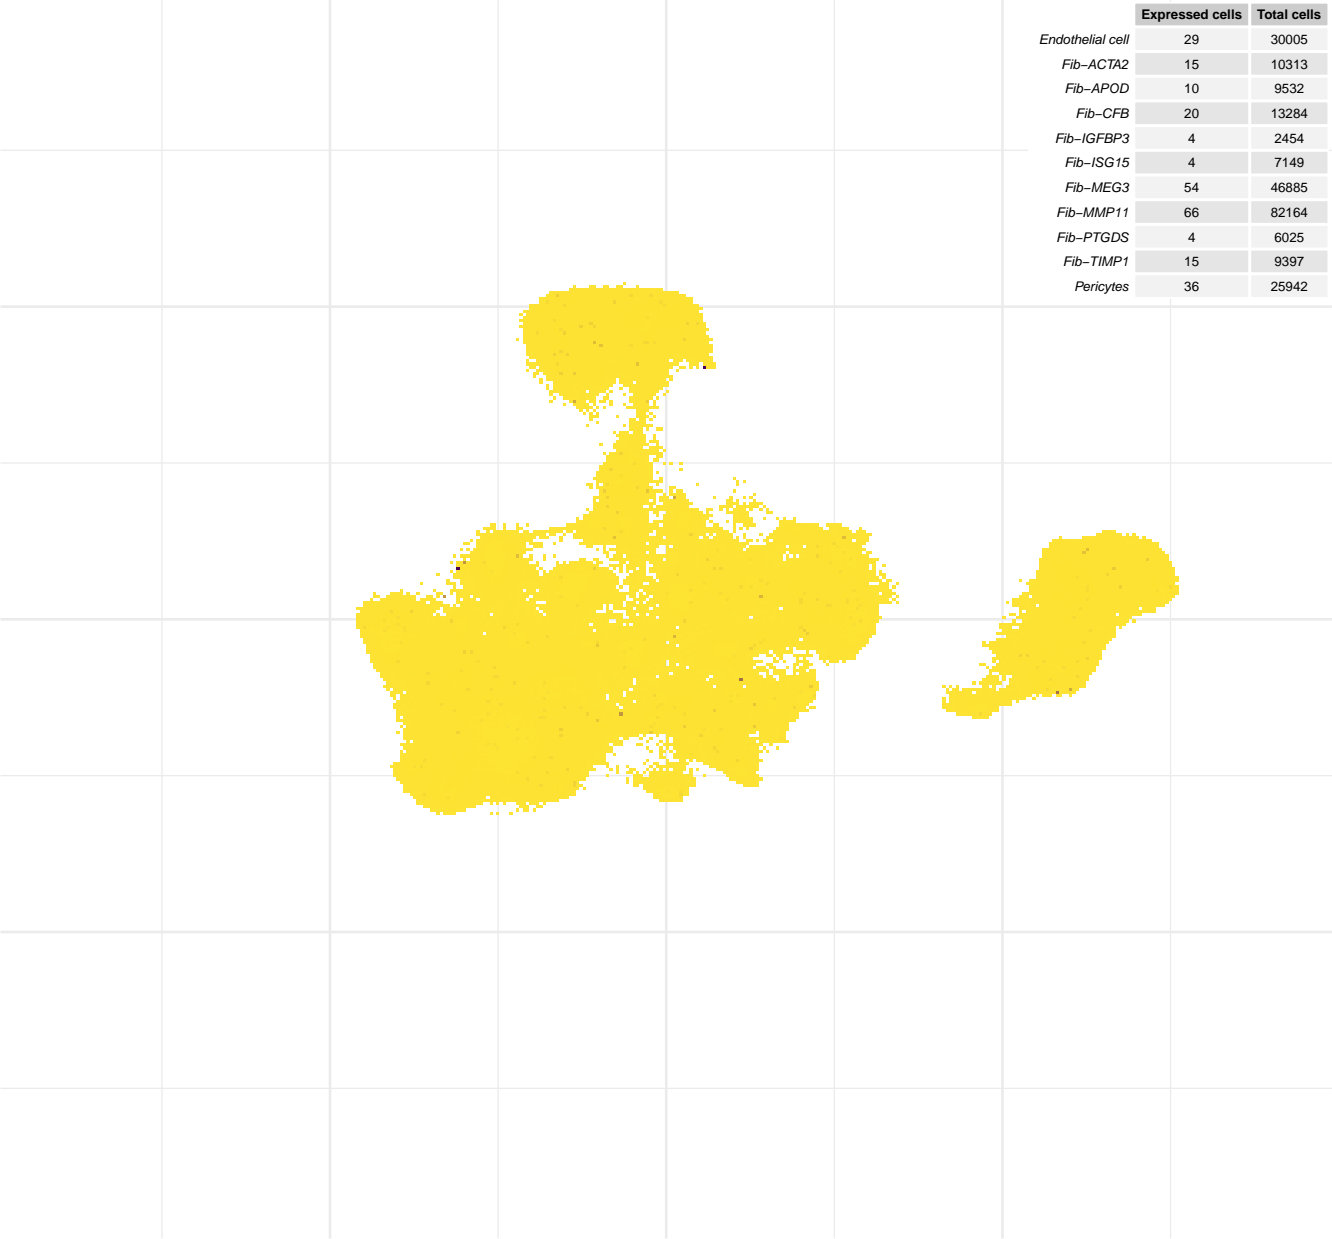 Expressed cells Total cells
Endothelial cell 29 30005
Fib−ACTA2 15 10313
Fib−APOD 10 9532
Fib−CFB 20 13284
Fib−IGFBP3 4 2454
Fib−ISG15 4 7149
Fib−MEG3 54 46885
Fib−MMP11 66 82164
Fib−PTGDS 4 6025
Fib−TIMP1 15 9397
Pericytes 36 25942